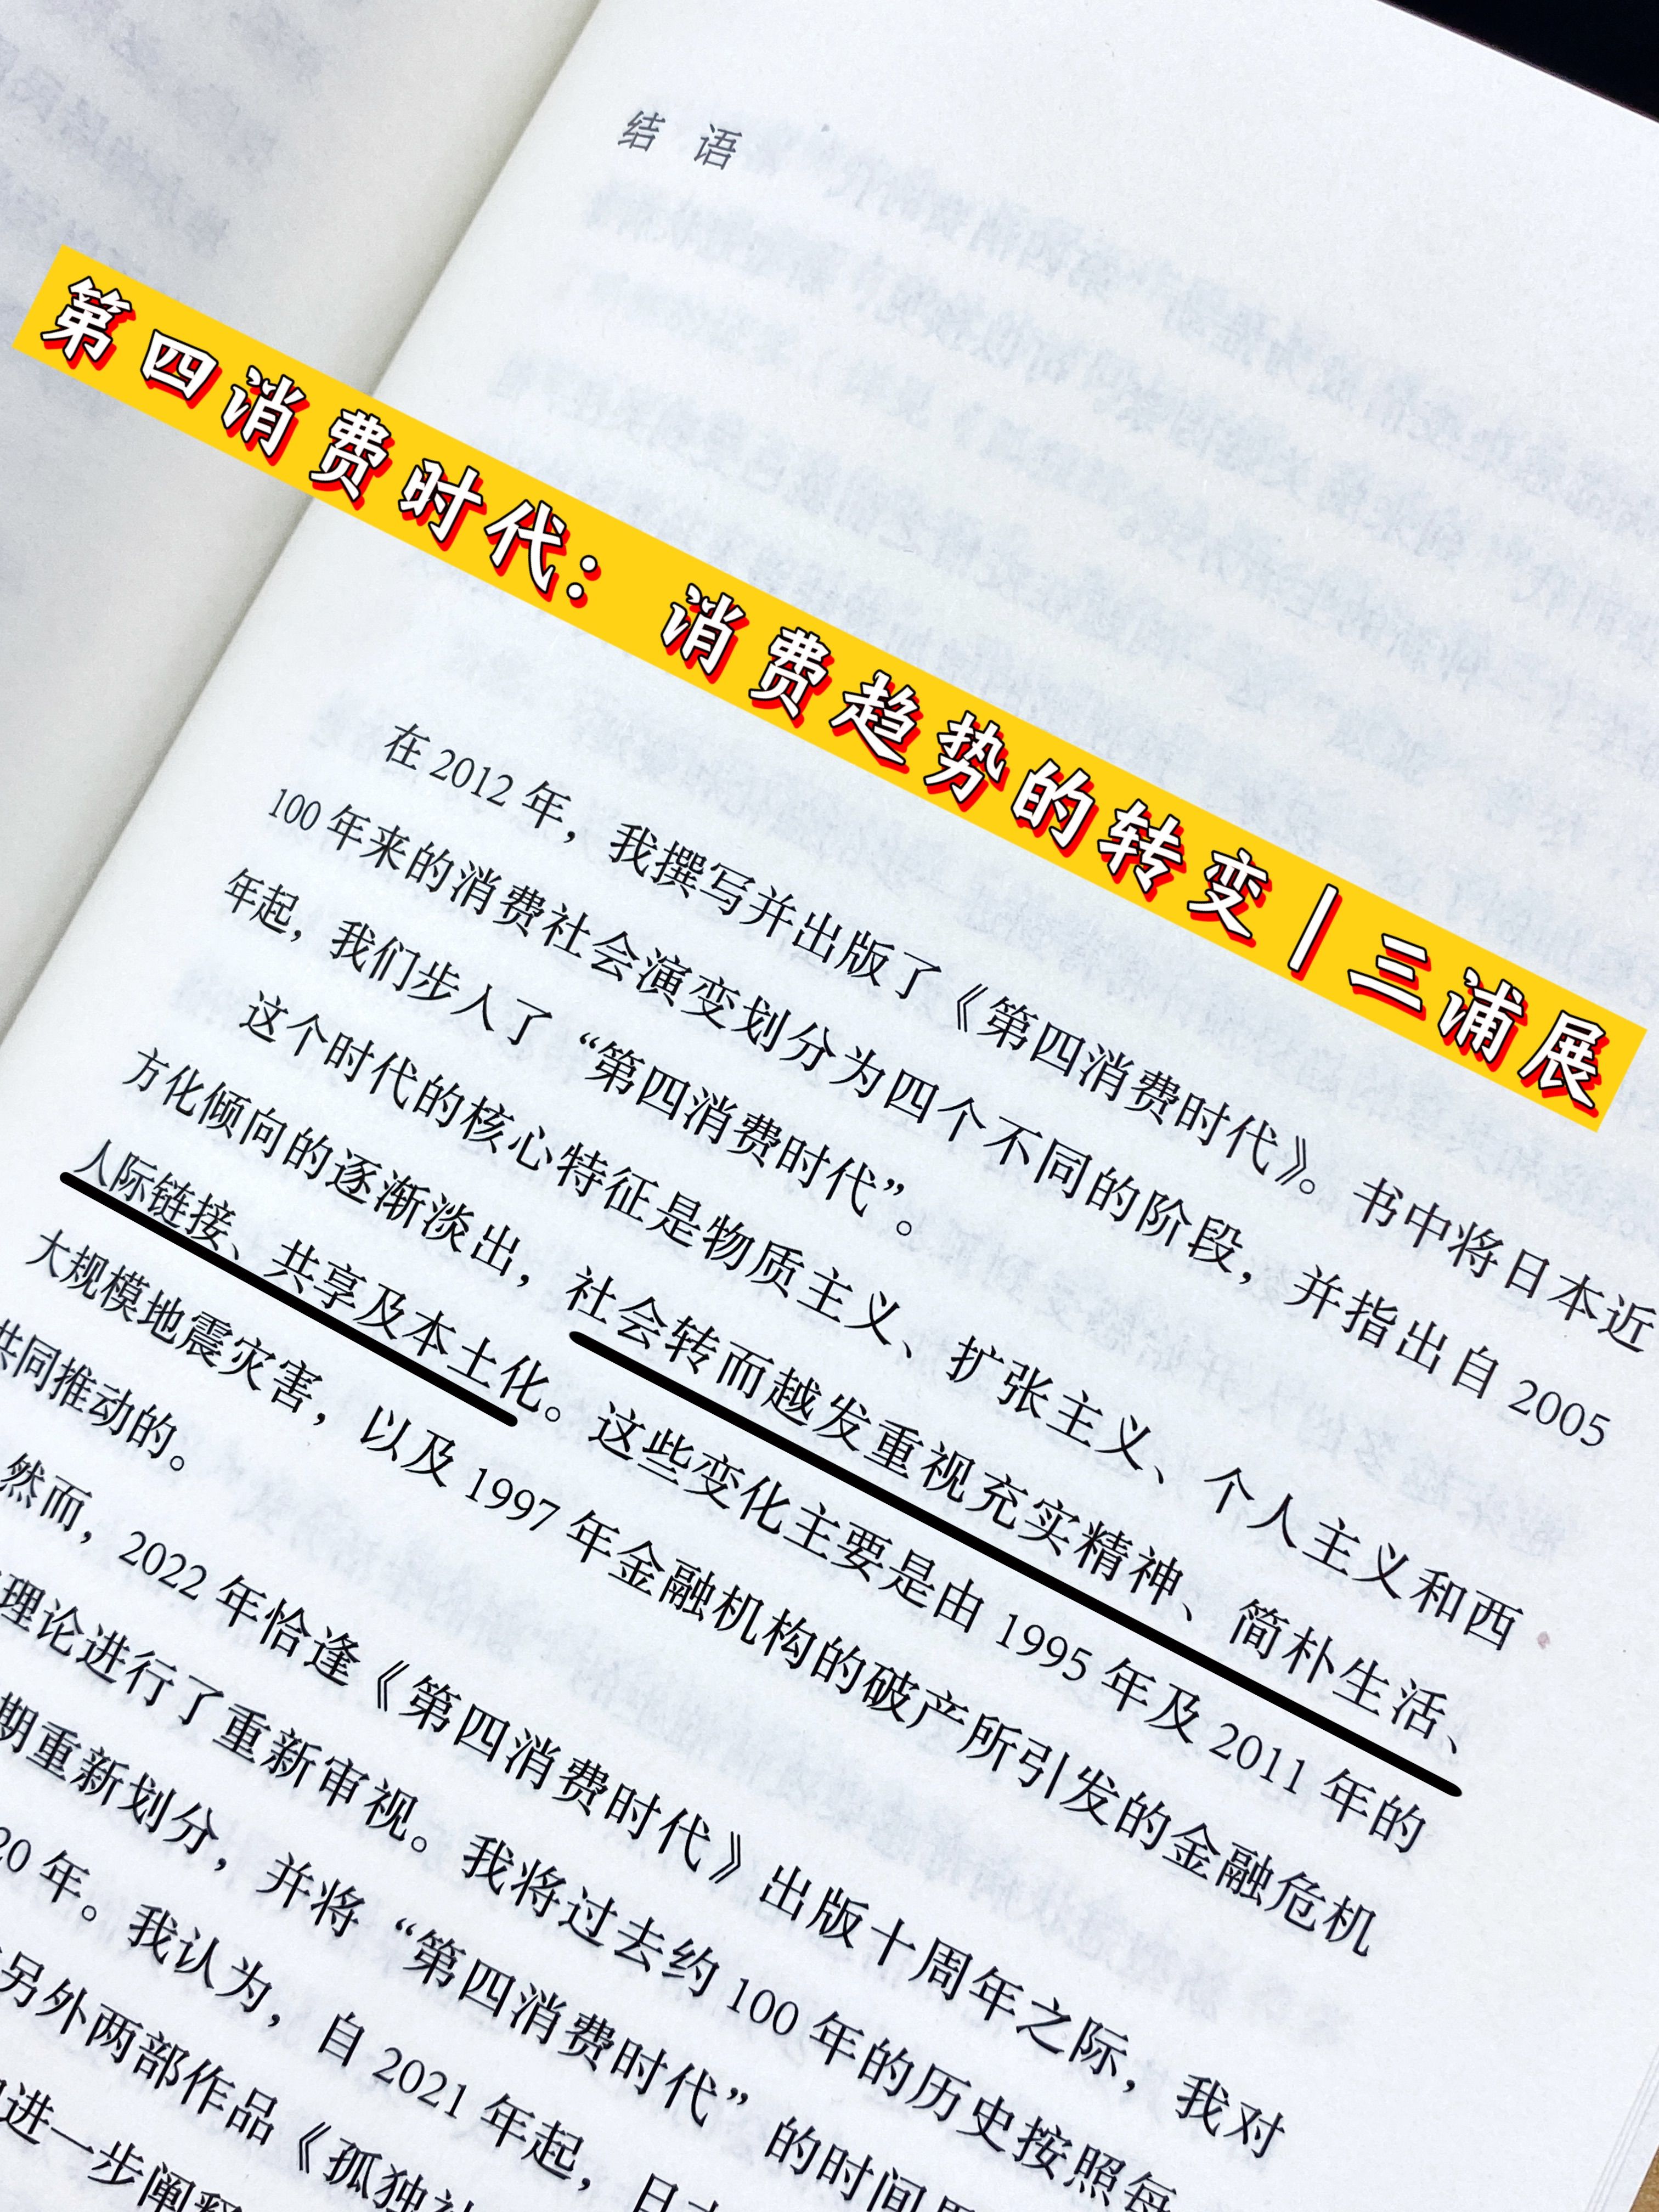 结 语
第四消费时代：消费趋势的转变|三浦展
在 2012 年，我撰写并出版了《第四消费时代》。书中将日本近
100 年来的消费社会演变划分为四个不同的阶段，并指出自 2005
年起，我们步入了“第四消费时代”。
这个时代的核心特征是物质主义、扩张主义、个人主义和西
方化倾向的逐渐淡出，社会转而越发重视充实精神、简朴生活、
人际链接、共享及本土化。这些变化主要是由 1995 年及 2011 年的
大规模地震灾害，以及 1997 年金融机构的破产所引发的金融危机
共同推动的。
然而，2022 年恰逢《第四消费时代》出版十周年之际，我对
理论进行了重新审视。我将过去约 100 年的历史按照每
期重新划分，并将“第四消费时代”的时间
20 年。我认为，自 2021 年起，日
另外两部作品《孤独社
进一步阐释